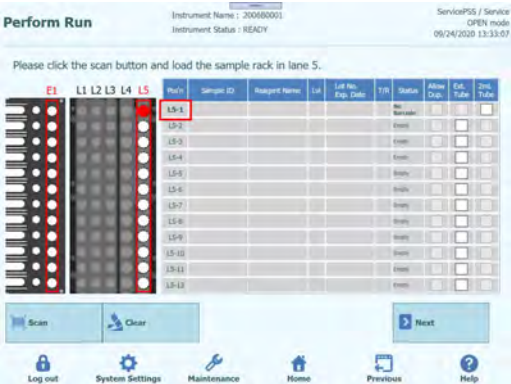 Perform Run
Instrument Name : 200680001
Instrument Status : READY
ServicePSS / Service
OPEN mode
09/24/2020 13:33:07
Please click the scan button and load the sample rack in lane 5.
E1 L1 L2 L3 L4 L5
Pos'n Sample ID Reagent Name Lvl Lot No. Exp. Date T/R Status Allow Dup. Ext. Tube 2mL Tube
L5-1 No Barcode
L5-2 Empty
L5-3 Empty
L5-4 Empty
L5-5 Empty
L5-6 Empty
L5-7 Empty
L5-8 Empty
L5-9 Empty
L5-10 Empty
L5-11 Empty
L5-12 Empty
Scan Clear Next
Log out System Settings Maintenance Home Previous Help